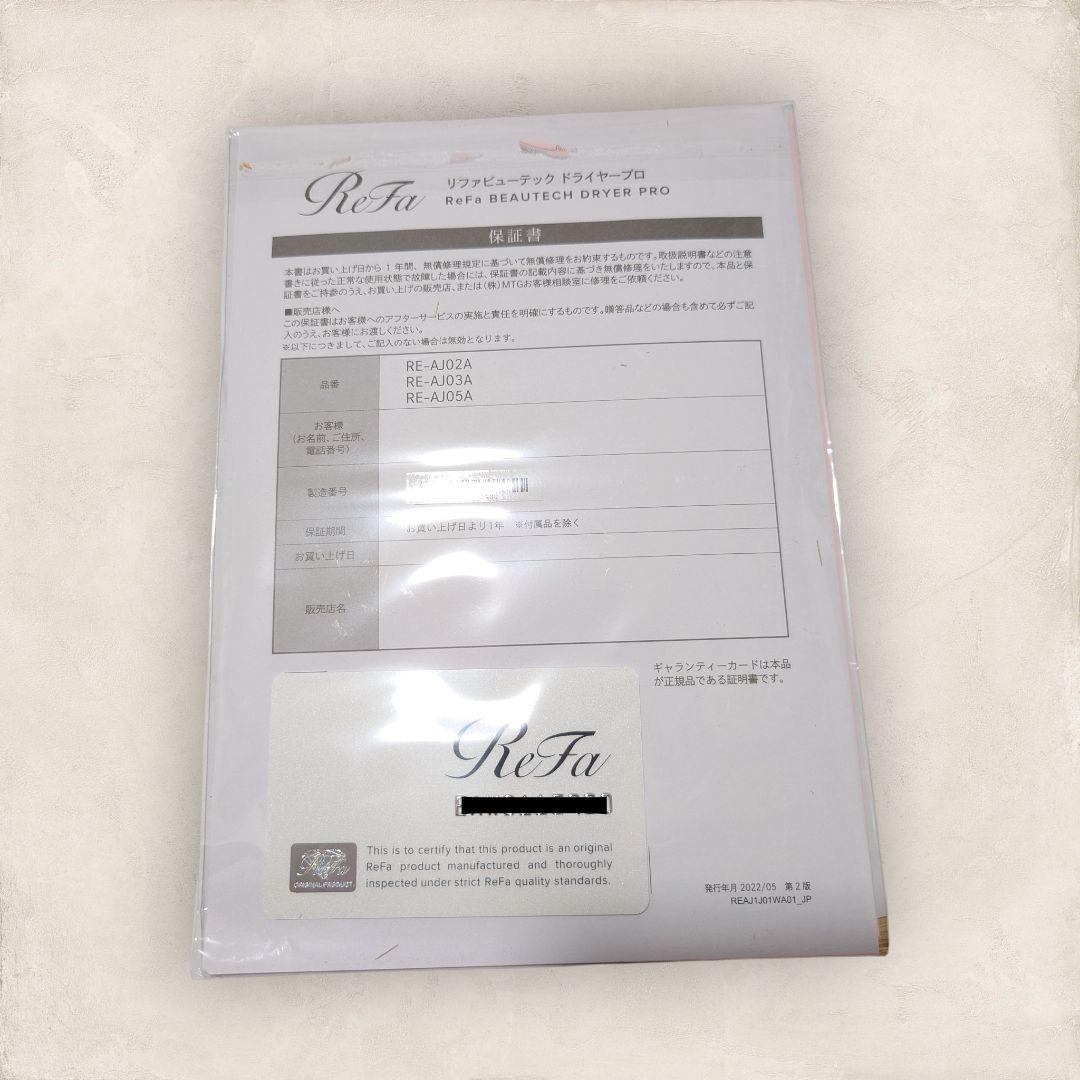 ReFa
リファビューテック ドライヤープロ
ReFa BEAUTECH DRYER PRO
保証書
本書はお買い上げ日から 1 年間、無償修理規定に基づいて無償修理をお約束するものです。取扱説明書などの注意
書きに従った正常な使用状態で故障した場合には、保証書の記載内容に基づき無償修理をいたしますので、本品と保
証書をご持参のうえ、お買い上げの販売店、または(株)MTGお客様相談室に修理をご依頼ください。
■販売店様へ
この保証書はお客様へのアフターサービスの実施と責任を明確にするものです。贈答品などの場合も含めて必ずご記
入のうえ、お客様にお渡しください。
※以下につきまして、ご記入のない場合は無効となります。
品番
RE-AJ02A
RE-AJ03A
RE-AJ05A
お客様
(お名前、ご住所、
電話番号)
製造番号
保証期間
お買い上げ日より1年 ※付属品を除く
お買い上げ日
販売店名
ギャランティーカードは本品
が正規品である証明書です。
ReFa
This is to certify that this product is an original
ReFa product manufactured and thoroughly
inspected under strict ReFa quality standards.
ReFa
ORIGINAL PRODUCT
発行年月 2022/05 第2版
REAJ1J01WA01_JP